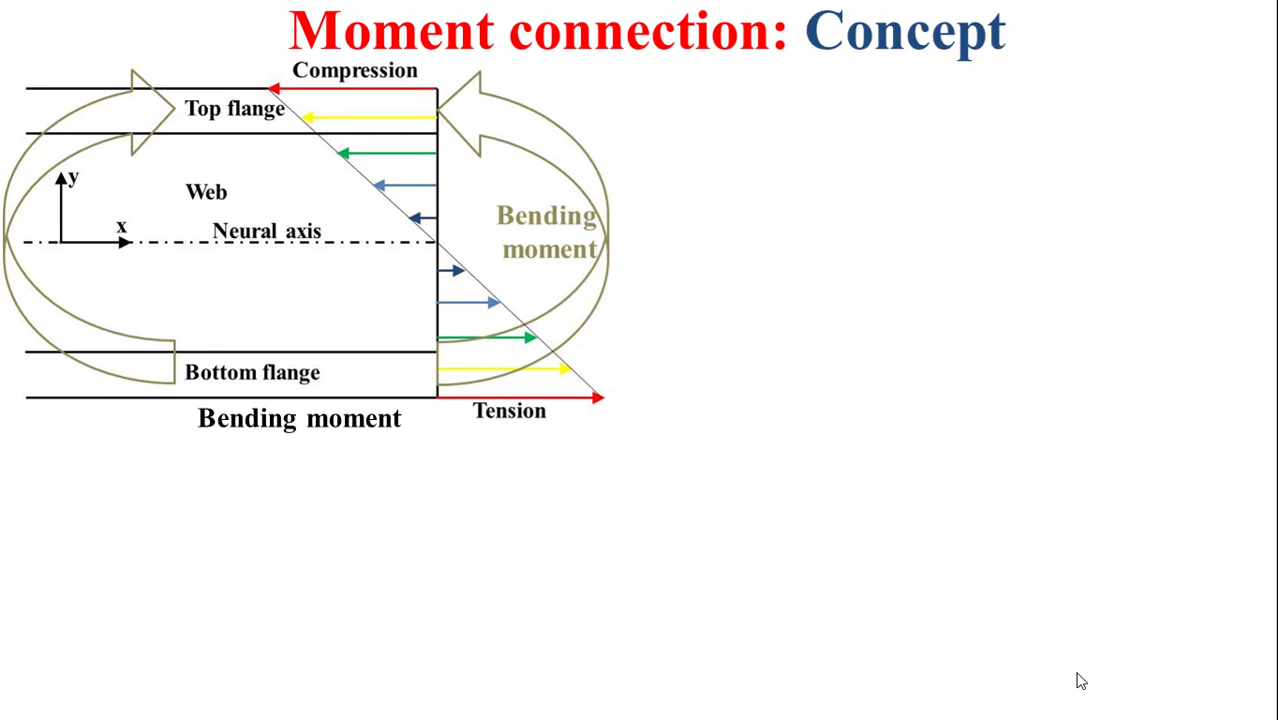 Moment connection: Concept
Compression
Top flange
y
Web
x
Neural axis
Bending
moment
Bottom flange
Tension
Bending moment